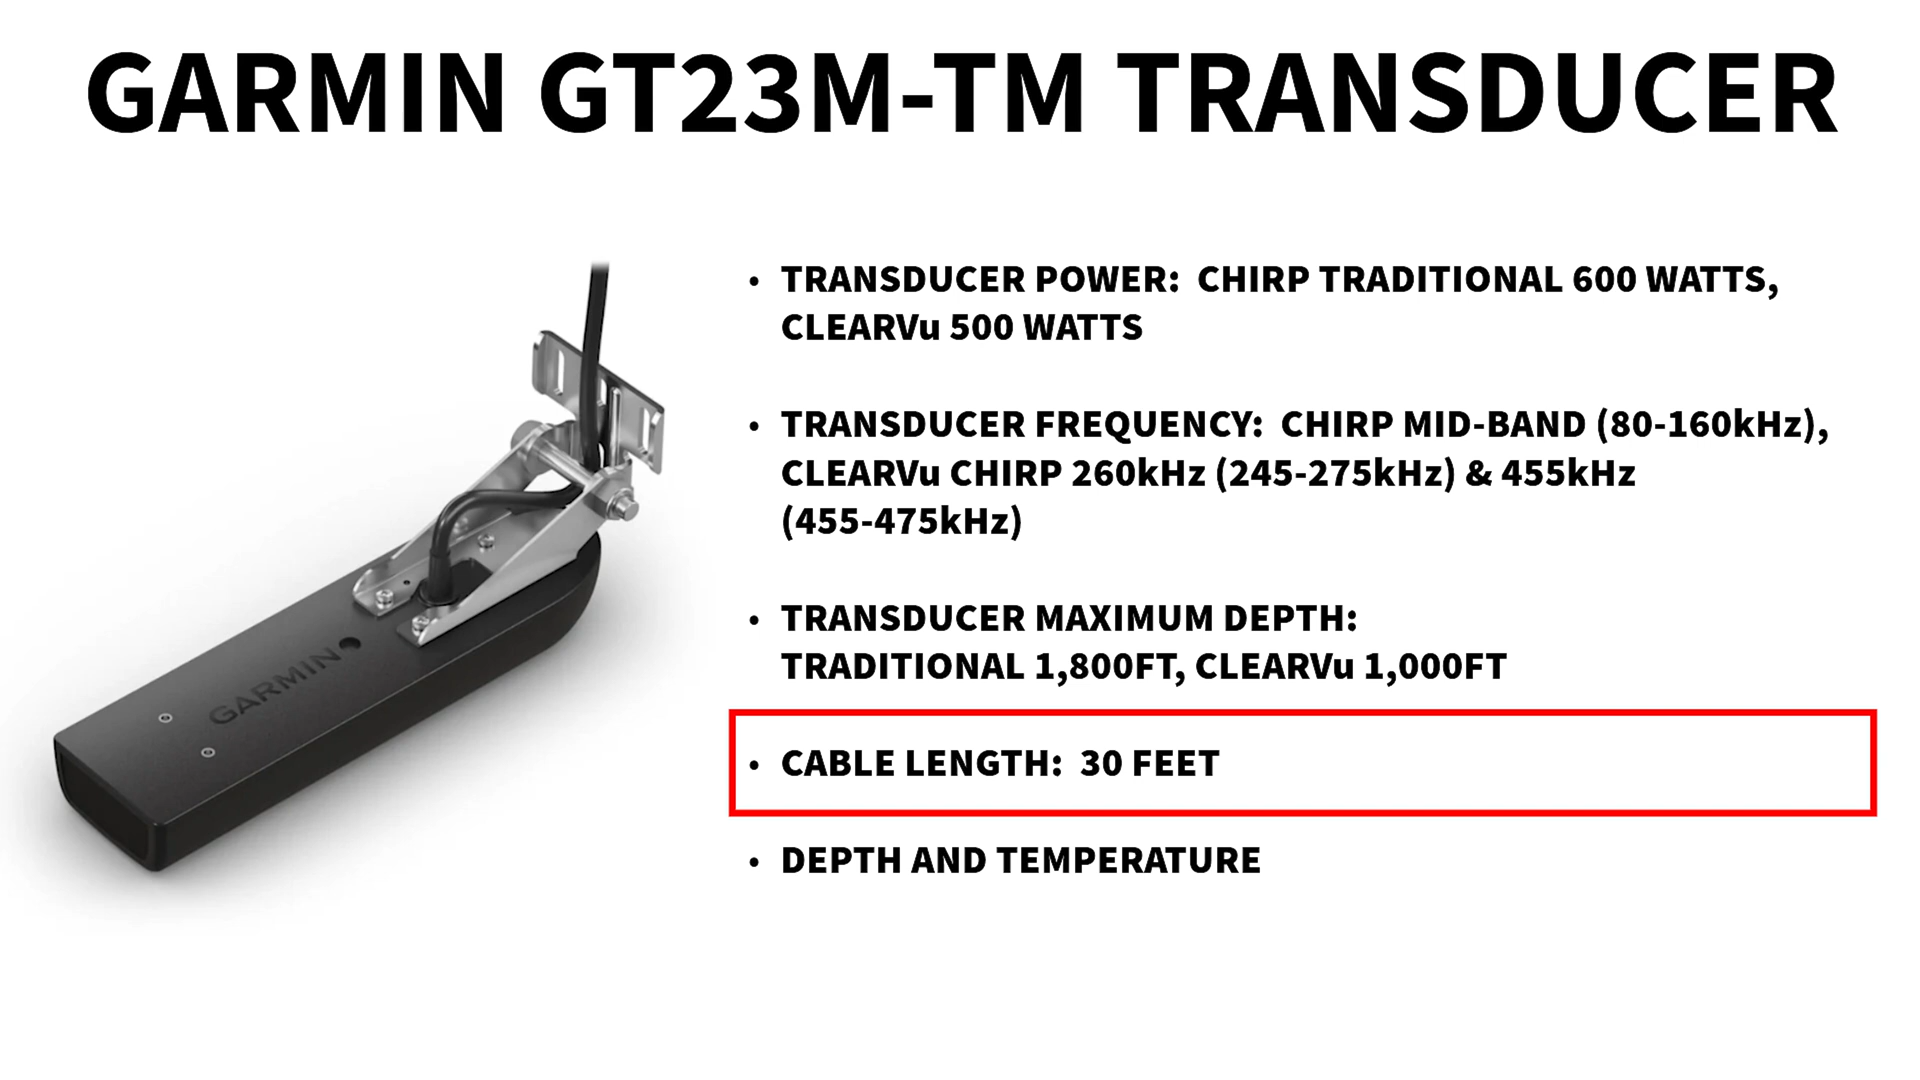 GARMIN GT23M-TM TRANSDUCER
• TRANSDUCER POWER:  CHIRP TRADITIONAL 600 WATTS,
CLEARVu 500 WATTS
• TRANSDUCER FREQUENCY:  CHIRP MID-BAND (80-160kHz),
CLEARVu CHIRP 260kHz (245-275kHz) & 455kHz
(455-475kHz)
• TRANSDUCER MAXIMUM DEPTH:
TRADITIONAL 1,800FT, CLEARVu 1,000FT
• CABLE LENGTH:  30 FEET
• DEPTH AND TEMPERATURE
GARMIN